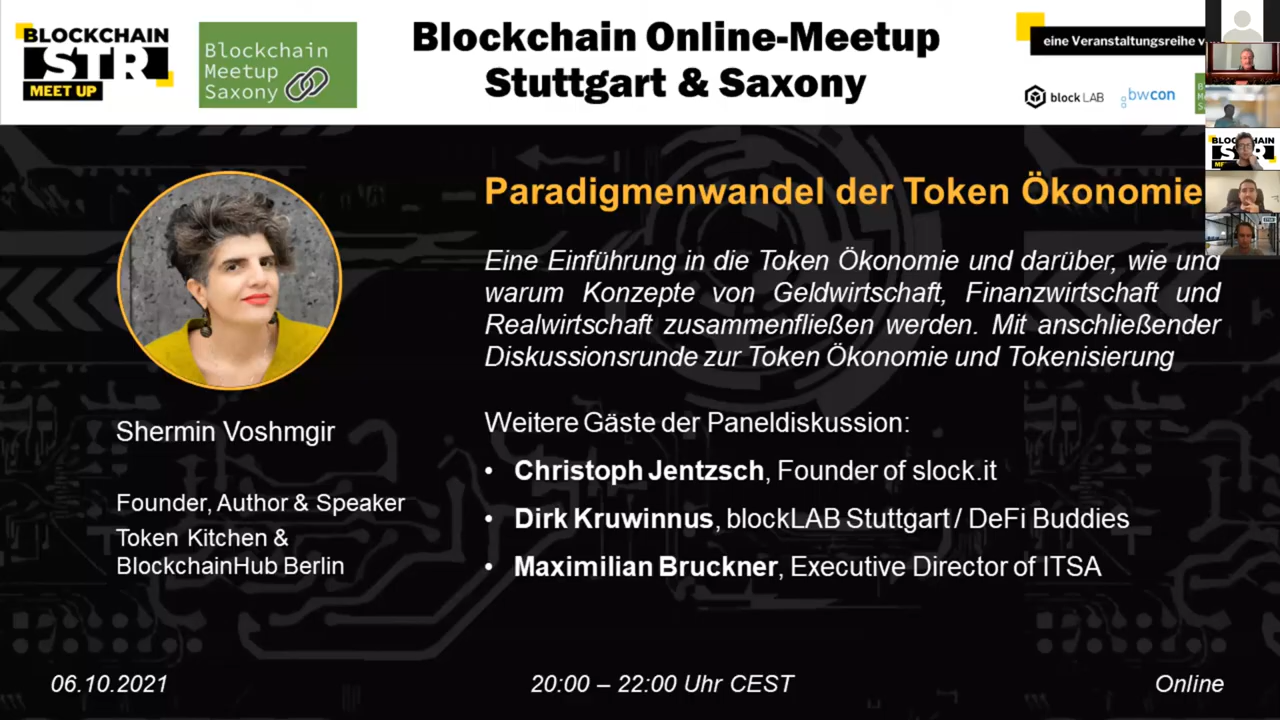 BLOCKCHAIN
STR
MEET UP
Blockchain
Meetup
Saxony
Blockchain Online-Meetup
Stuttgart & Saxony
eine Veranstaltungsreihe v
block LAB
bwcon
Paradigmenwandel der Token Ökonomie
Eine Einführung in die Token Ökonomie und darüber, wie und
warum Konzepte von Geldwirtschaft, Finanzwirtschaft und
Realwirtschaft zusammenfließen werden. Mit anschließender
Diskussionsrunde zur Token Ökonomie und Tokenisierung
Shermin Voshmgir
Founder, Author & Speaker
Token Kitchen &
BlockchainHub Berlin
Weitere Gäste der Paneldiskussion:
• Christoph Jentzsch, Founder of slock.it
• Dirk Kruwinnus, blockLAB Stuttgart / DeFi Buddies
• Maximilian Bruckner, Executive Director of ITSA
06.10.2021
20:00 – 22:00 Uhr CEST
Online